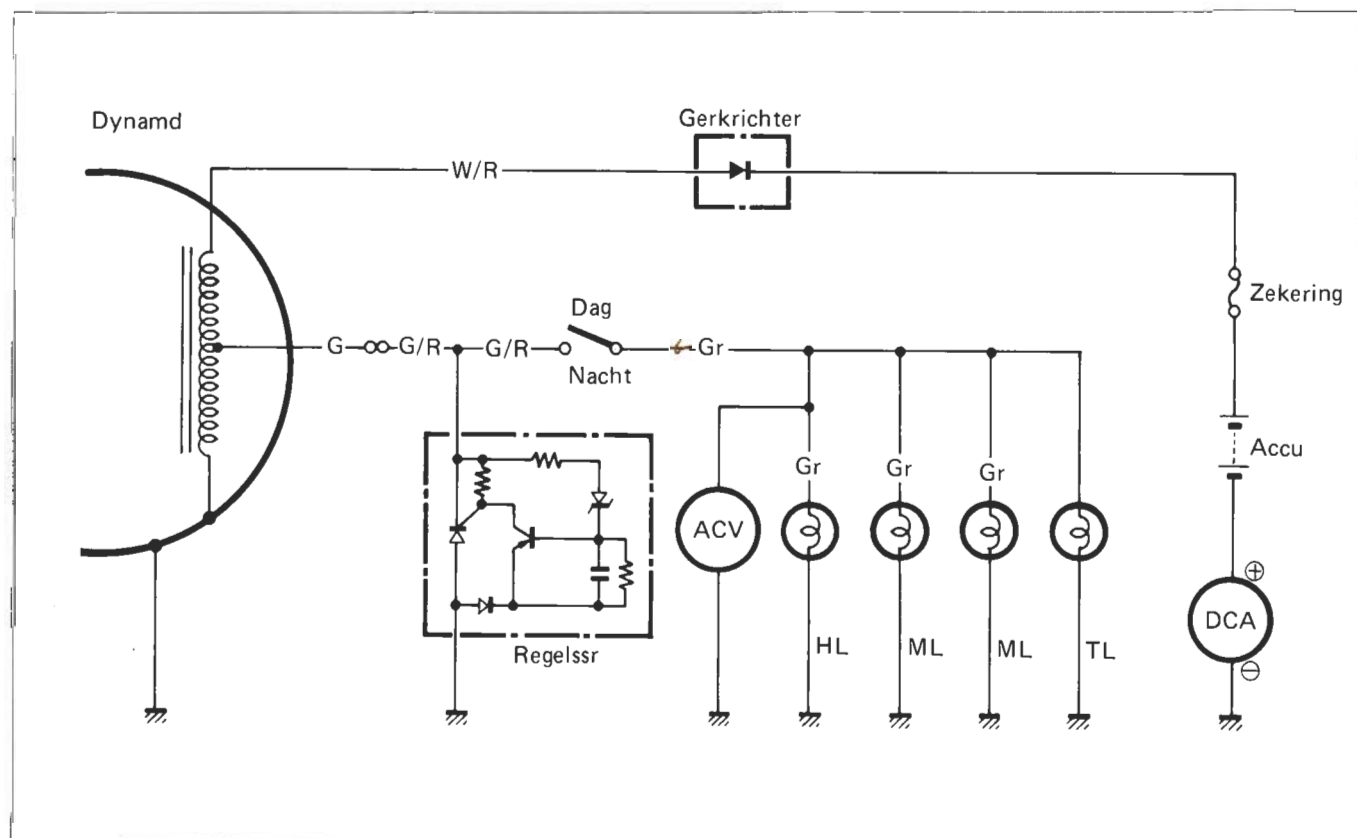 Dynamd
Gerkrichter
W/R
Zekering
Dag
G
G/R
G/R
Gr
Nacht
Accu
Gr
Gr
Gr
ACV
⊕
DCA
HL
ML
ML
TL
Regelssr
⊖